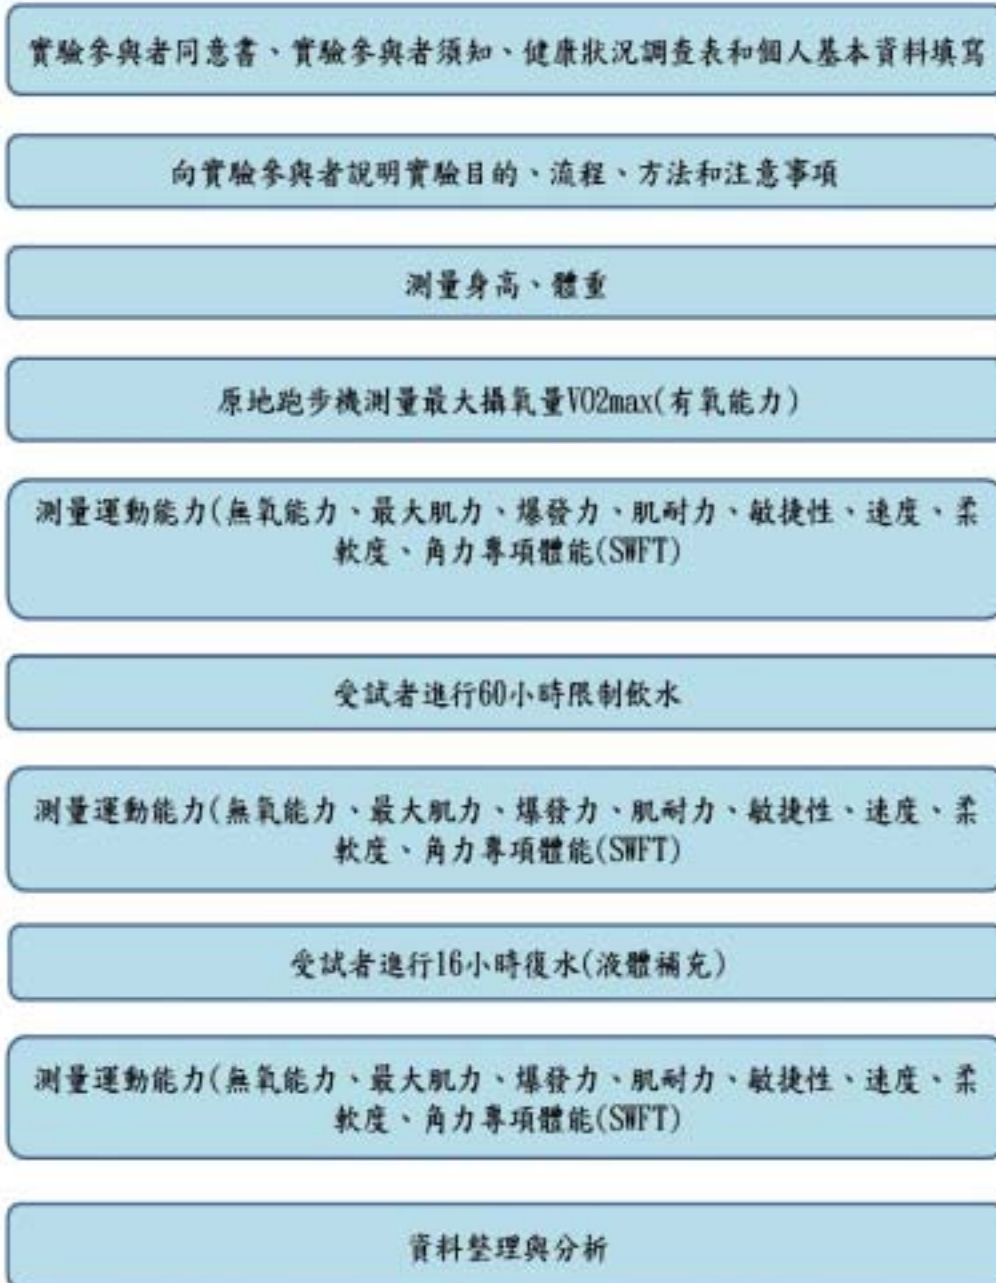 實驗參與者同意書、實驗參與者須知、健康狀況調查表和個人基本資料填寫
向實驗參與者說明實驗目的、流程、方法和注意事項
測量身高、體重
原地跑步機測量最大攝氧量VO2max(有氧能力)
測量運動能力(無氧能力、最大肌力、爆發力、肌耐力、敏捷性、速度、柔
軟度、角力專項體能(SWFT)
受試者進行60小時限制飲水
測量運動能力(無氧能力、最大肌力、爆發力、肌耐力、敏捷性、速度、柔
軟度、角力專項體能(SWFT)
受試者進行16小時復水(液體補充)
測量運動能力(無氧能力、最大肌力、爆發力、肌耐力、敏捷性、速度、柔
軟度、角力專項體能(SWFT)
資料整理與分析